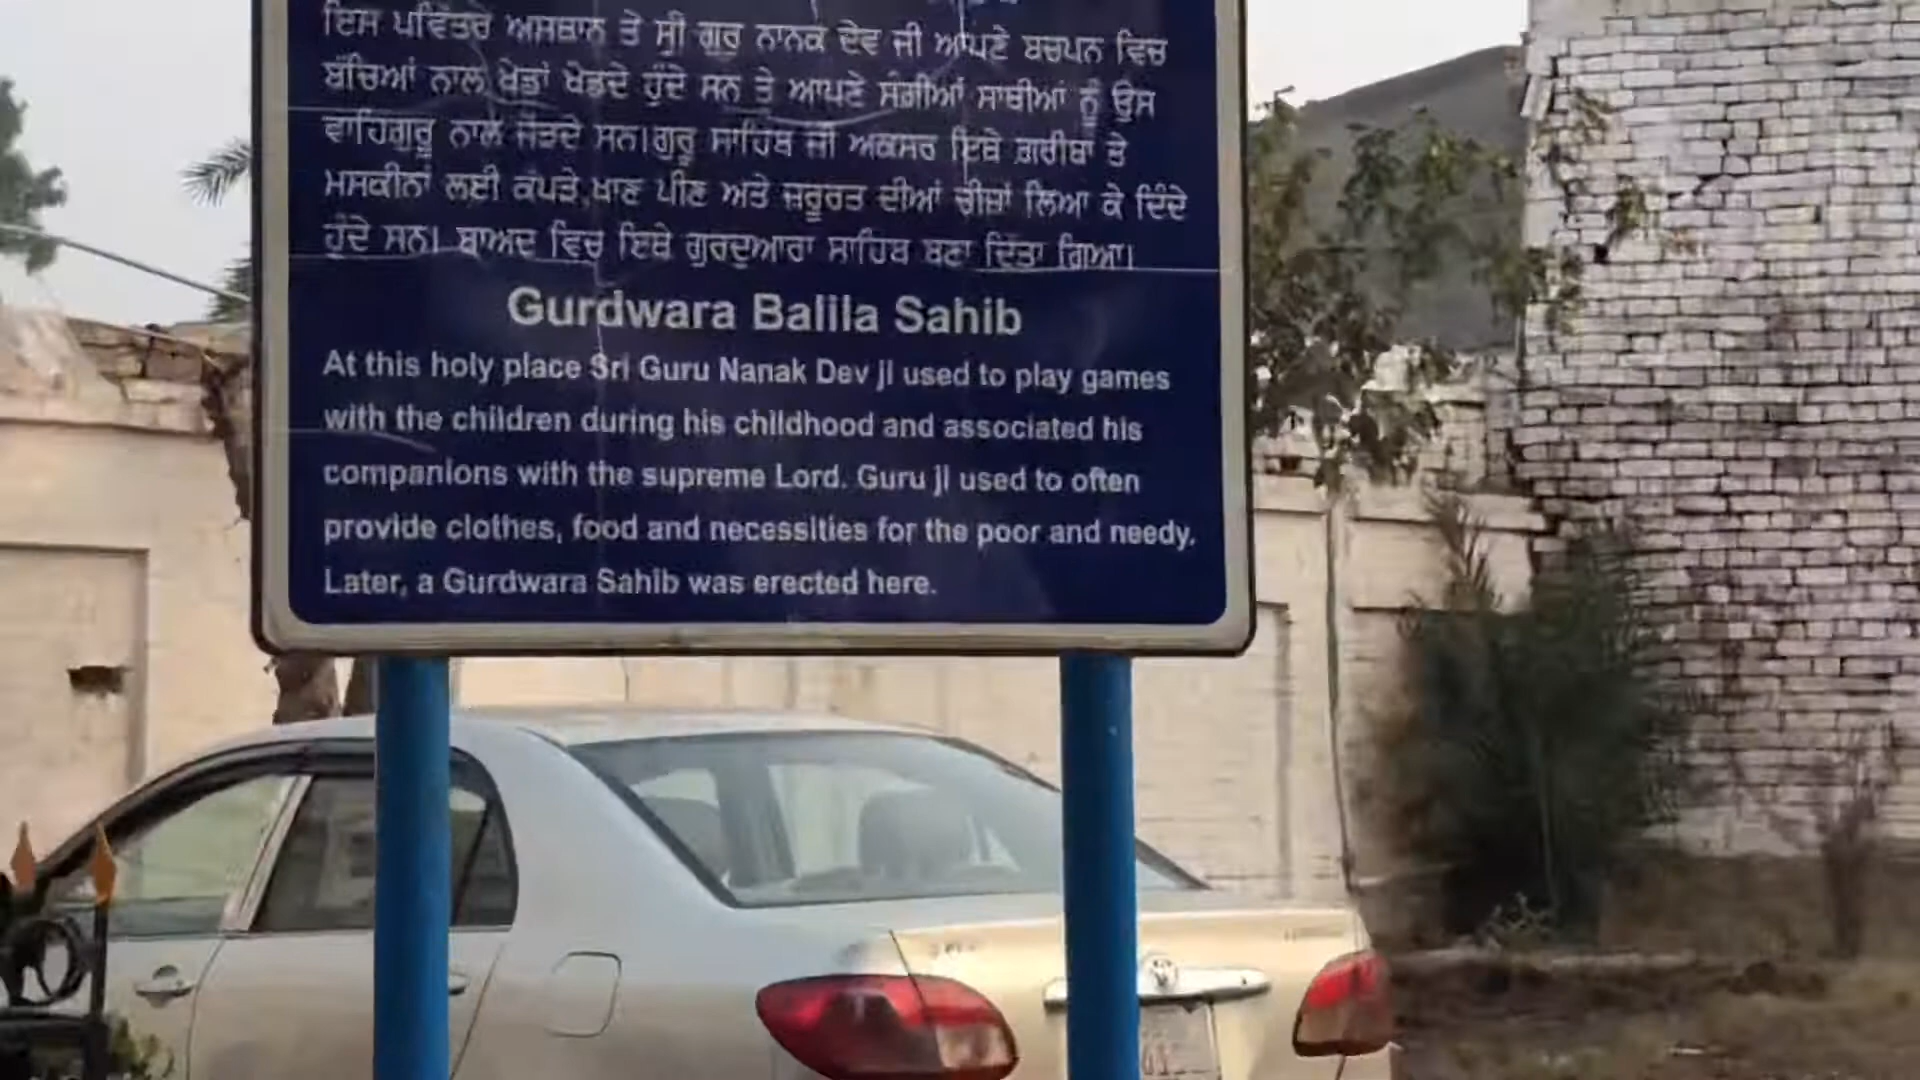 ਇਸ ਪਵਿੱਤਰ ਅਸਥਾਨ ਤੇ ਸ੍ਰੀ ਗੁਰੂ ਨਾਨਕ ਦੇਵ ਜੀ ਆਪਣੇ ਬਚਪਨ ਵਿਚ
ਬੱਚਿਆਂ ਨਾਲ ਖੇਡਾਂ ਖੇਡਦੇ ਹੁੰਦੇ ਸਨ ਤੇ ਆਪਣੇ ਸੰਗੀਆਂ ਸਾਥੀਆਂ ਨੂੰ ਉਸ
ਵਾਹਿਗੁਰੂ ਨਾਲ ਜੋੜਦੇ ਸਨ।ਗੁਰੂ ਸਾਹਿਬ ਜੀ ਅਕਸਰ ਇਥੇ ਗ਼ਰੀਬਾਂ ਤੇ
ਮਸਕੀਨਾਂ ਲਈ ਕੱਪੜੇ,ਖਾਣ ਪੀਣ ਅਤੇ ਜ਼ਰੂਰਤ ਦੀਆਂ ਚੀਜ਼ਾਂ ਲਿਆ ਕੇ ਦਿੰਦੇ
ਹੁੰਦੇ ਸਨ। ਬਾਅਦ ਵਿਚ ਇਥੇ ਗੁਰਦੁਆਰਾ ਸਾਹਿਬ ਬਣਾ ਦਿੱਤਾ ਗਿਆ।
Gurdwara Balila Sahib
At this holy place Sri Guru Nanak Dev ji used to play games
with the children during his childhood and associated his
companions with the supreme Lord. Guru ji used to often
provide clothes, food and necessities for the poor and needy.
Later, a Gurdwara Sahib was erected here.